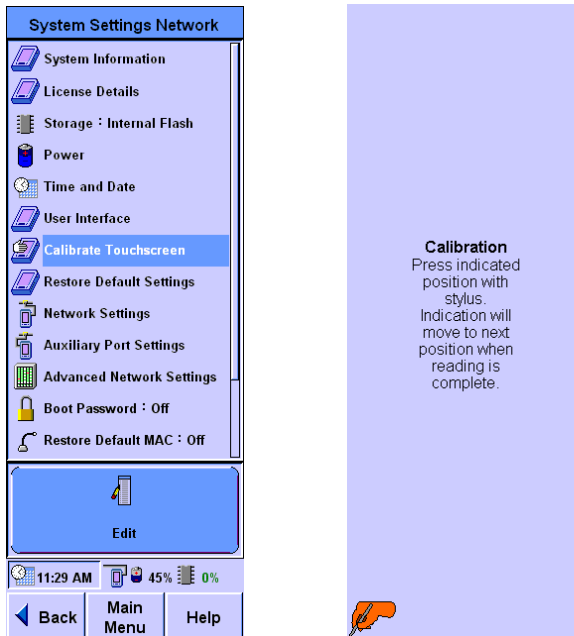 System Settings Network
System Information
License Details
Storage : Internal Flash
Power
Time and Date
User Interface
Calibrate Touchscreen
Restore Default Settings
Network Settings
Auxiliary Port Settings
Advanced Network Settings
Boot Password : Off
Restore Default MAC : Off
Edit
11:29 AM 45% 0%
Back
Main
Menu
Help
Calibration
Press indicated
position with
stylus.
Indication will
move to next
position when
reading is
complete.